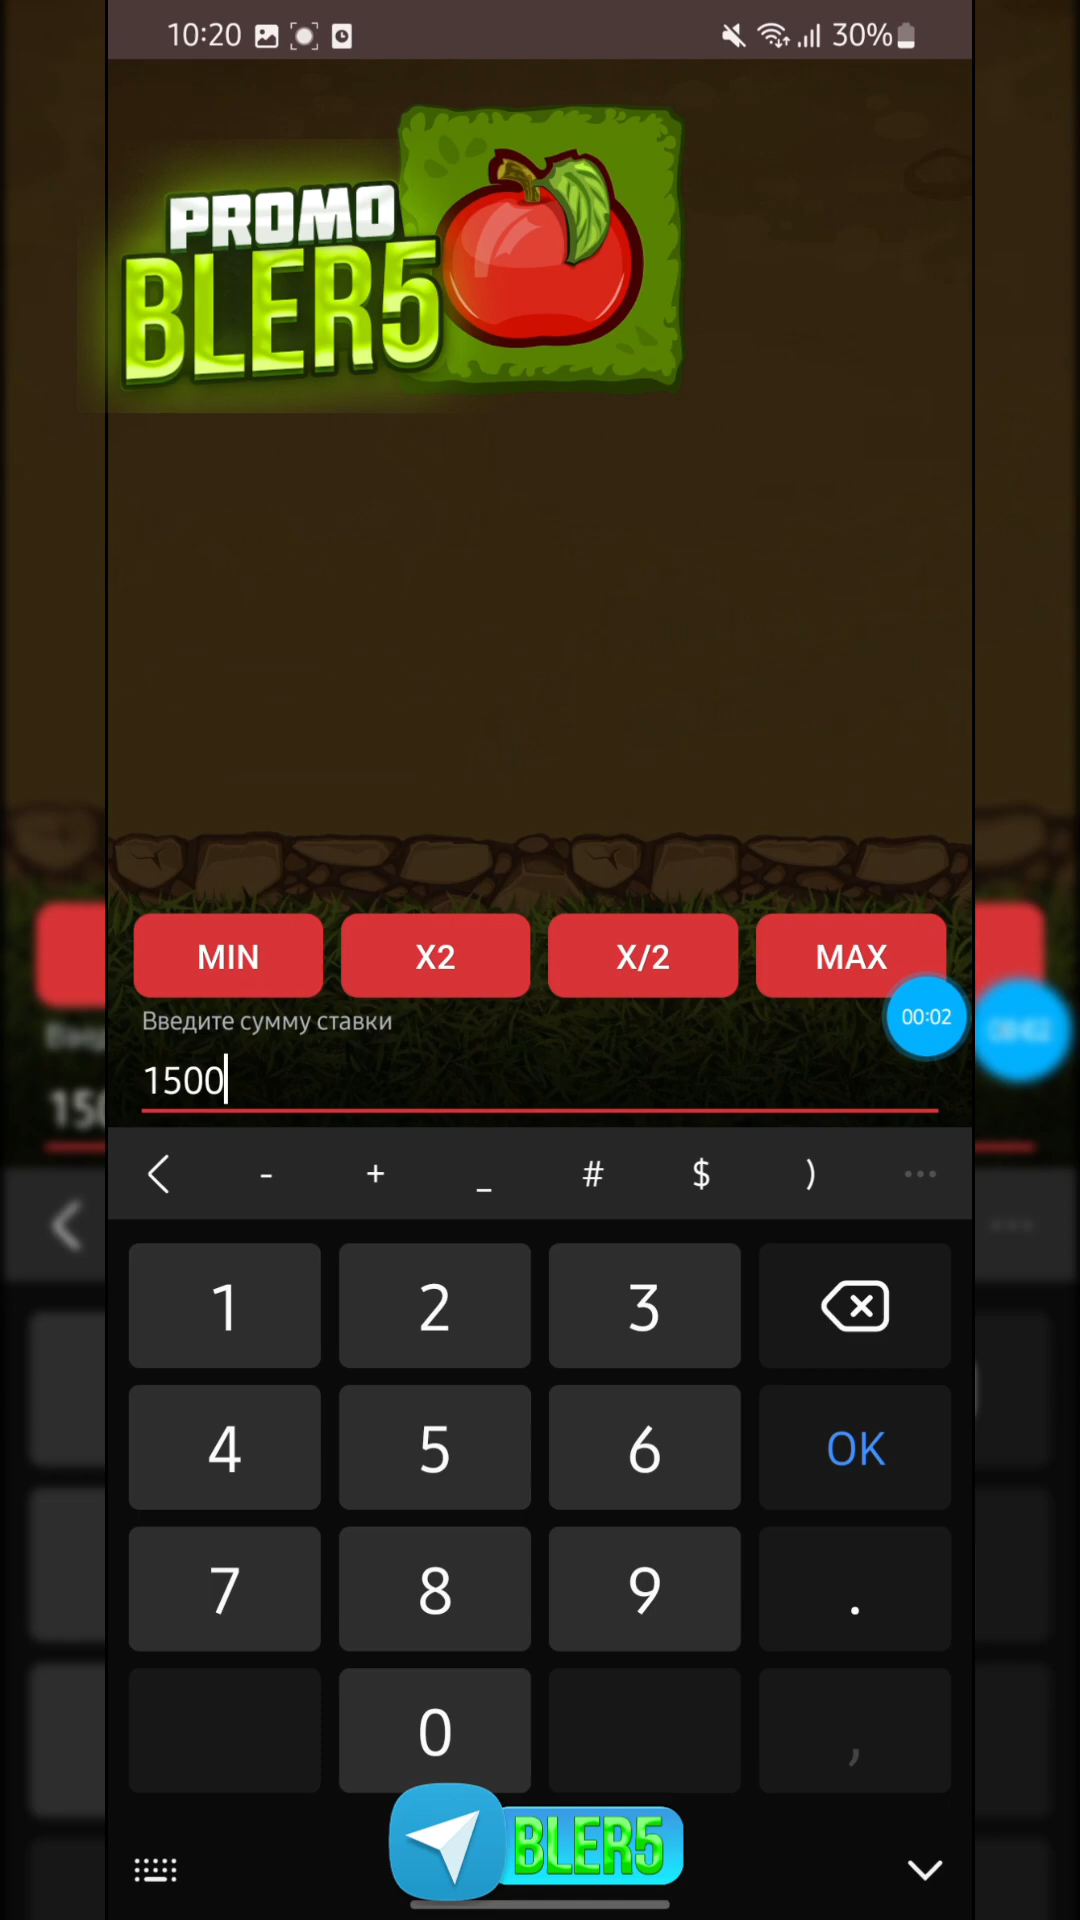 10:20 30%
PROMO
BLER5
MIN X2 X/2 MAX
Введите сумму ставки
00:02
1500
- + _ # $ ) ...
1 2 3
4 5 6 OK
7 8 9 .
0 ,
BLER5